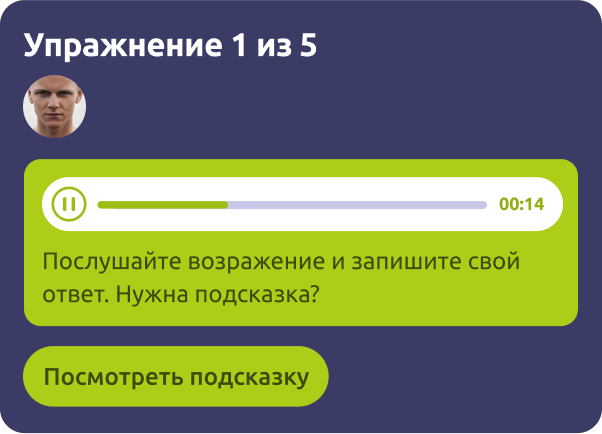 Упражнение 1 из 5
00:14
Послушайте возражение и запишите свой
ответ. Нужна подсказка?
Посмотреть подсказку